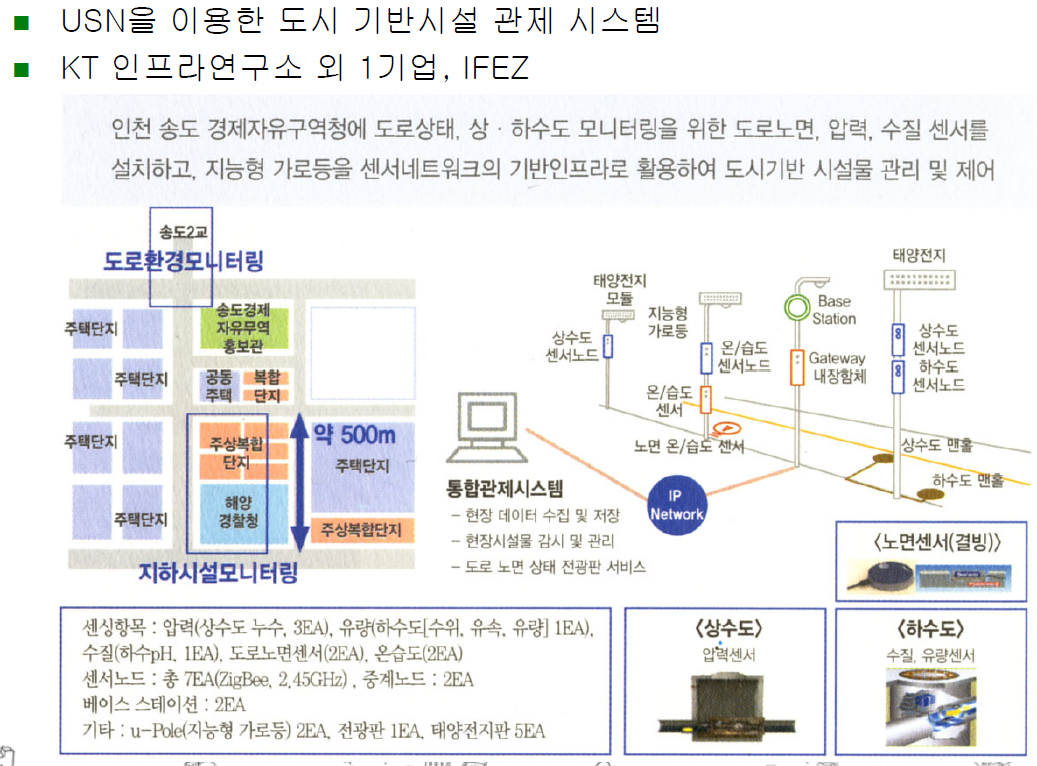 USN을 이용한 도시 기반시설 관제 시스템
KT 인프라연구소 외 1기업, IFEZ
인천 송도 경제자유구역청에 도로상태, 상 · 하수도 모니터링을 위한 도로노면, 압력, 수질 센서를
설치하고, 지능형 가로등을 센서네트워크의 기반인프라로 활용하여 도시기반 시설물 관리 및 제어
송도2교
도로환경모니터링
주택단지
송도경제
자유무역
홍보관
주택단지
공동
주택
복합
단지
주택단지
주상복합
단지
약 500m
주택단지
해양
경찰청
주택단지
주상복합단지
지하시설모니터링
태양전지
모듈
상수도
센서노드
지능형
가로등
온/습도
센서노드
온/습도
센서
노면 온/습도 센서
Base
Station
Gateway
내장함체
태양전지
상수도
센서노드
하수도
센서노드
상수도 맨홀
하수도 맨홀
IP
Network
통합관제시스템
– 현장 데이터 수집 및 저장
– 현장시설물 감시 및 관리
– 도로 노면 상태 전광판 서비스
〈노면센서(결빙)〉
센싱항목 : 압력(상수도 누수, 3EA), 유량(하수도[수위, 유속, 유량] 1EA),
수질(하수pH, 1EA), 도로노면센서(2EA), 온습도(2EA)
센서노드 : 총 7EA(ZigBee, 2.45GHz) , 중계노드 : 2EA
베이스 스테이션 : 2EA
기타 : u-Pole(지능형 가로등) 2EA, 전광판 1EA, 태양전지판 5EA
〈상수도〉
압력센서
〈하수도〉
수질, 유량센서